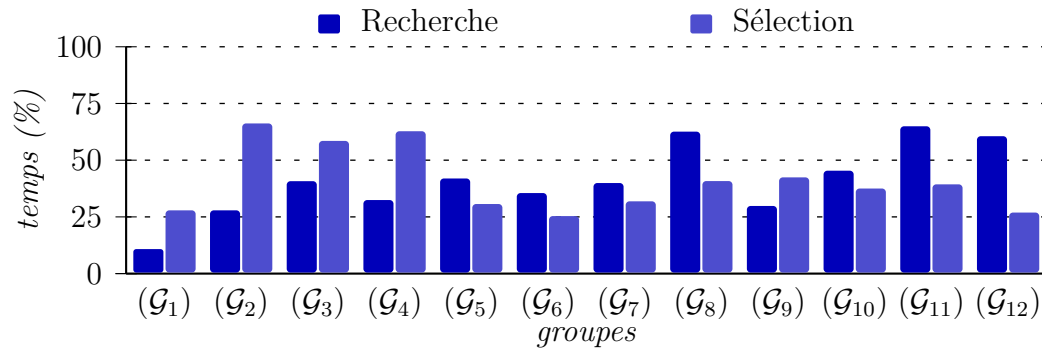 Recherche Sélection
100
75
50
25
0
temps (%)
(𝒢₁) (𝒢₂) (𝒢₃) (𝒢₄) (𝒢₅) (𝒢₆) (𝒢₇) (𝒢₈) (𝒢₉) (𝒢₁₀) (𝒢₁₁) (𝒢₁₂)
groupes